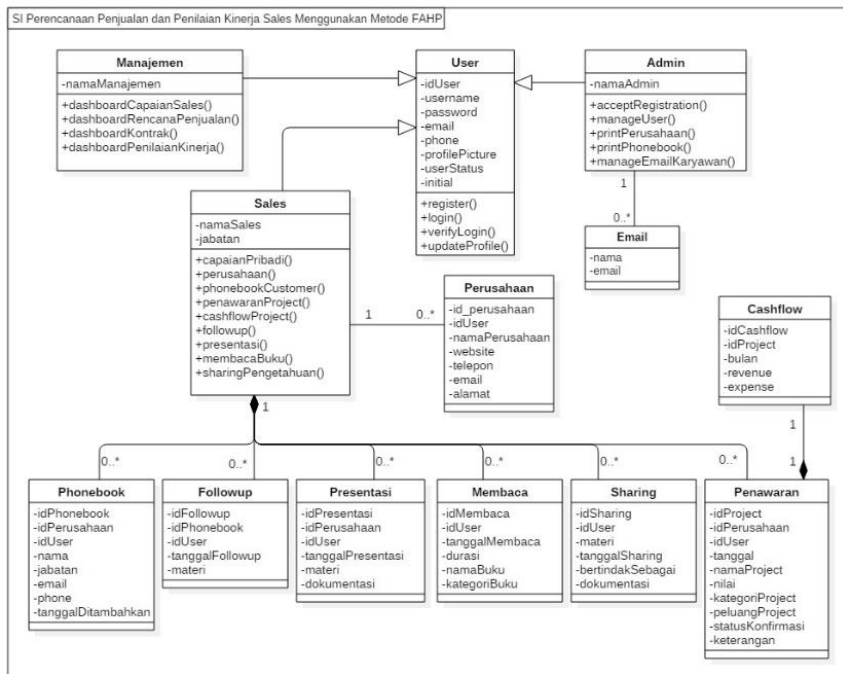 SI Perencanaan Penjualan dan Penilaian Kinerja Sales Menggunakan Metode FAHP
Manajemen
-namaManajemen
+dashboardCapaianSales()
+dashboardRencanaPenjualan()
+dashboardKontrak()
+dashboardPenilaianKinerja()
User
-idUser
-username
-password
-email
-phone
-profilePicture
-userStatus
-initial
+register()
+login()
+verifyLogin()
+updateProfile()
Admin
-namaAdmin
+acceptRegistration()
+manageUser()
+printPerusahaan()
+printPhonebook()
+manageEmailKaryawan()
1
0..*
Email
-nama
-email
Sales
-namaSales
-jabatan
+capaianPribadi()
+perusahaan()
+phonebookCustomer()
+penawaranProject()
+cashflowProject()
+followup()
+presentasi()
+membacaBuku()
+sharingPengetahuan()
1
0..*
Perusahaan
-id_perusahaan
-idUser
-namaPerusahaan
-website
-telepon
-email
-alamat
Cashflow
-idCashflow
-idProject
-bulan
-revenue
-expense
1
1
1
0..*
0..*
0..*
0..*
0..*
0..*
Phonebook
-idPhonebook
-idPerusahaan
-idUser
-nama
-jabatan
-email
-phone
-tanggalDitambahkan
Followup
-idFollowup
-idPhonebook
-idUser
-tanggalFollowup
-materi
Presentasi
-idPresentasi
-idPerusahaan
-idUser
-tanggalPresentasi
-materi
-dokumentasi
Membaca
-idMembaca
-idUser
-tanggalMembaca
-durasi
-namaBuku
-kategoriBuku
Sharing
-idSharing
-idUser
-materi
-tanggalSharing
-bertindakSebagai
-dokumentasi
Penawaran
-idProject
-idPerusahaan
-idUser
-tanggal
-namaProject
-nilai
-kategoriProject
-peluangProject
-statusKonfirmasi
-keterangan